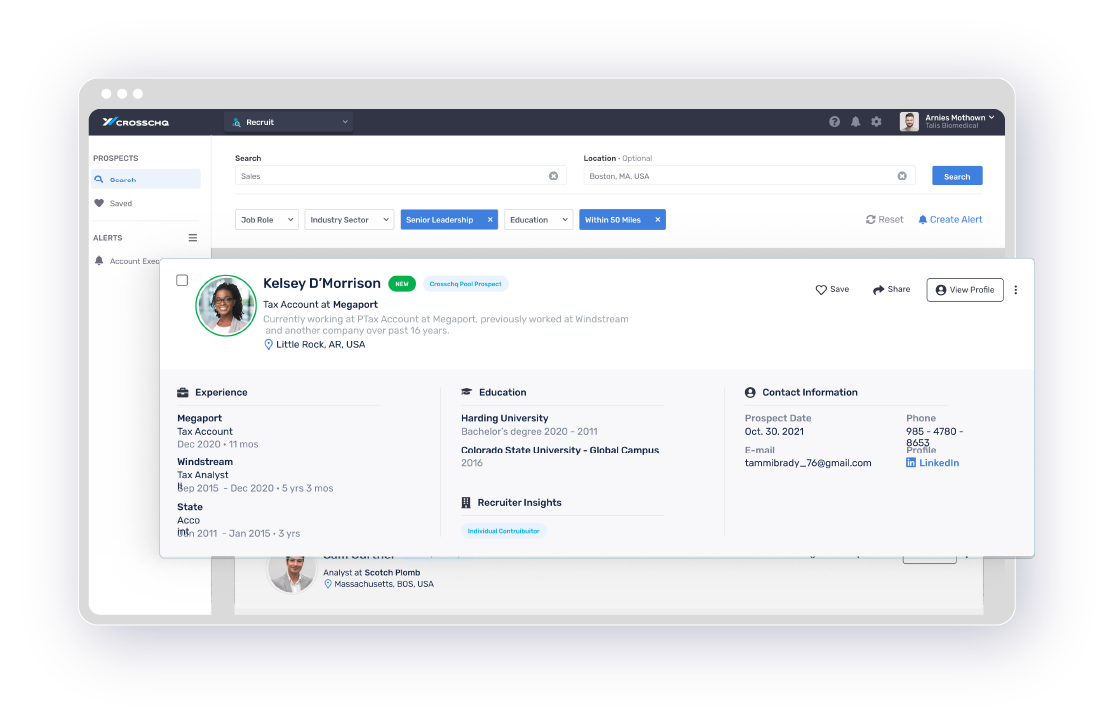 CROSSCHQ
Recruit
Arnies Mothown
Talis Biomedical
PROSPECTS
Search
Saved
ALERTS
Account Exec
Search
Location - Optional
Sales
Boston, MA, USA
Search
Job Role
Industry Sector
Senior Leadership
Education
Within 50 Miles
Reset
Create Alert
Kelsey D'Morrison
NEW
Crosschq Pool Prospect
Tax Account at Megaport
Currently working at PTax Account at Megaport, previously worked at Windstream
and another company over past 16 years.
Little Rock, AR, USA
Save
Share
View Profile
Experience
Megaport
Tax Account
Dec 2020 • 11 mos
Windstream
Tax Analyst
II
Sep 2015 - Dec 2020 • 5 yrs 3 mos
State
Acco
int
Jun 2011 - Jan 2015 • 3 yrs
Education
Harding University
Bachelor's degree 2020 - 2011
Colorado State University - Global Campus
2016
Recruiter Insights
Individual Contruibuitor
Contact Information
Prospect Date
Oct. 30. 2021
Phone
985 - 4780 -
8653
E-mail
tammibrady_76@gmail.com
Profile
LinkedIn
Analyst at Scotch Plomb
Massachusetts, BOS, USA